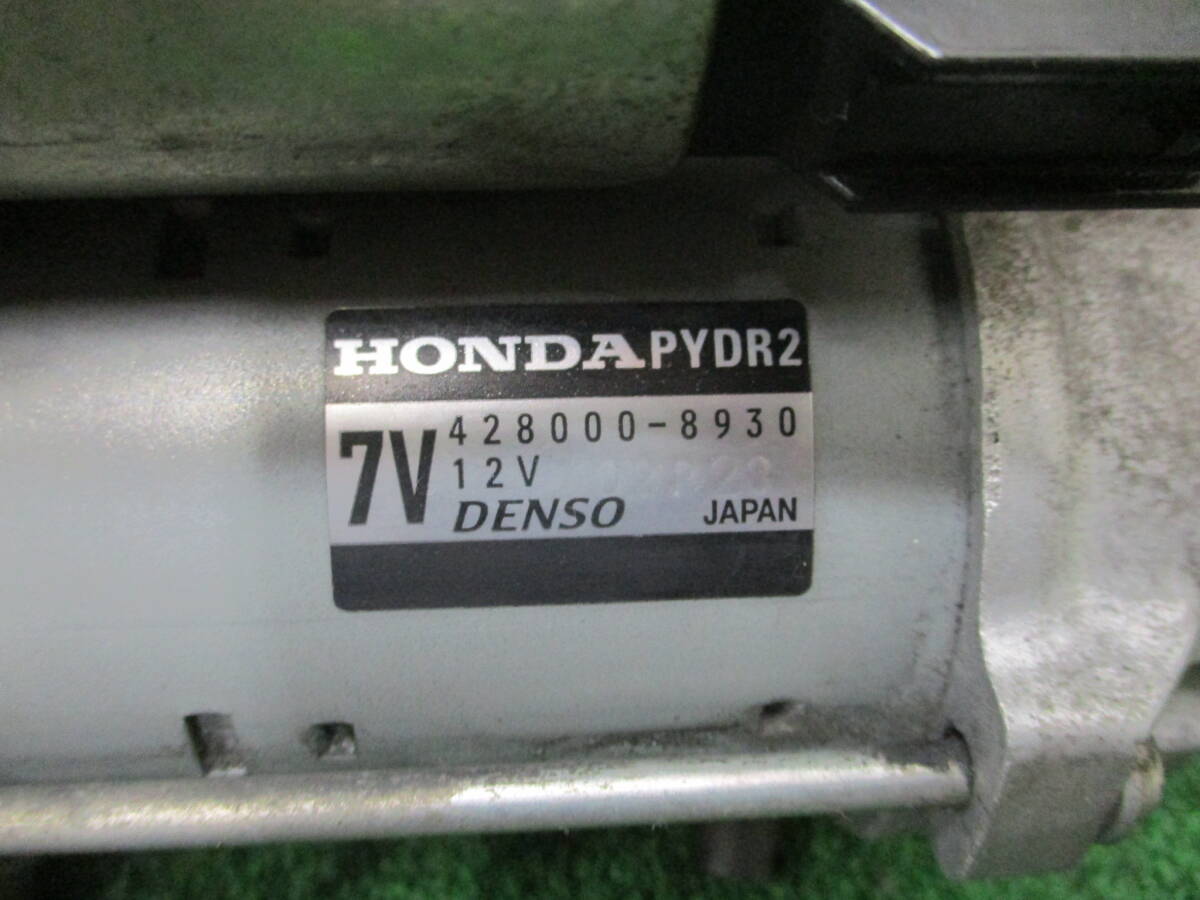 HONDA PYDR2
7V
428000-8930
12V
DENSO JAPAN